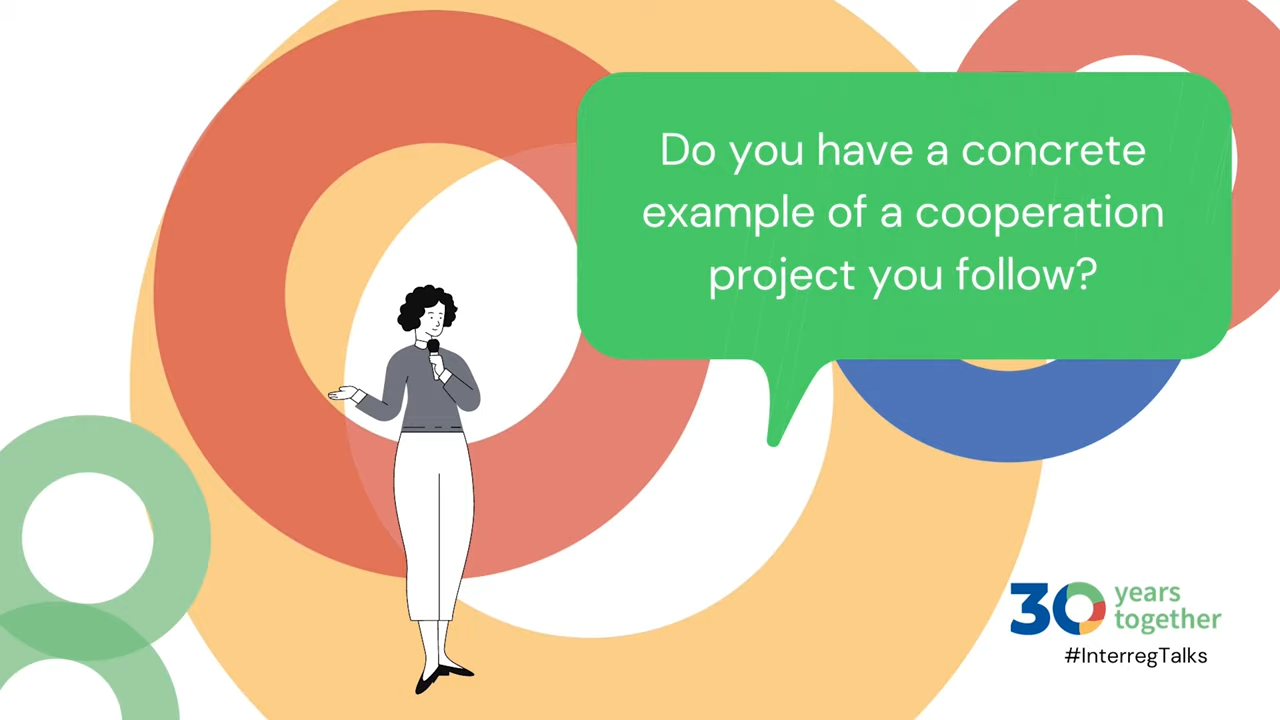 Do you have a concrete
example of a cooperation
project you follow?
30 years
together
#InterregTalks